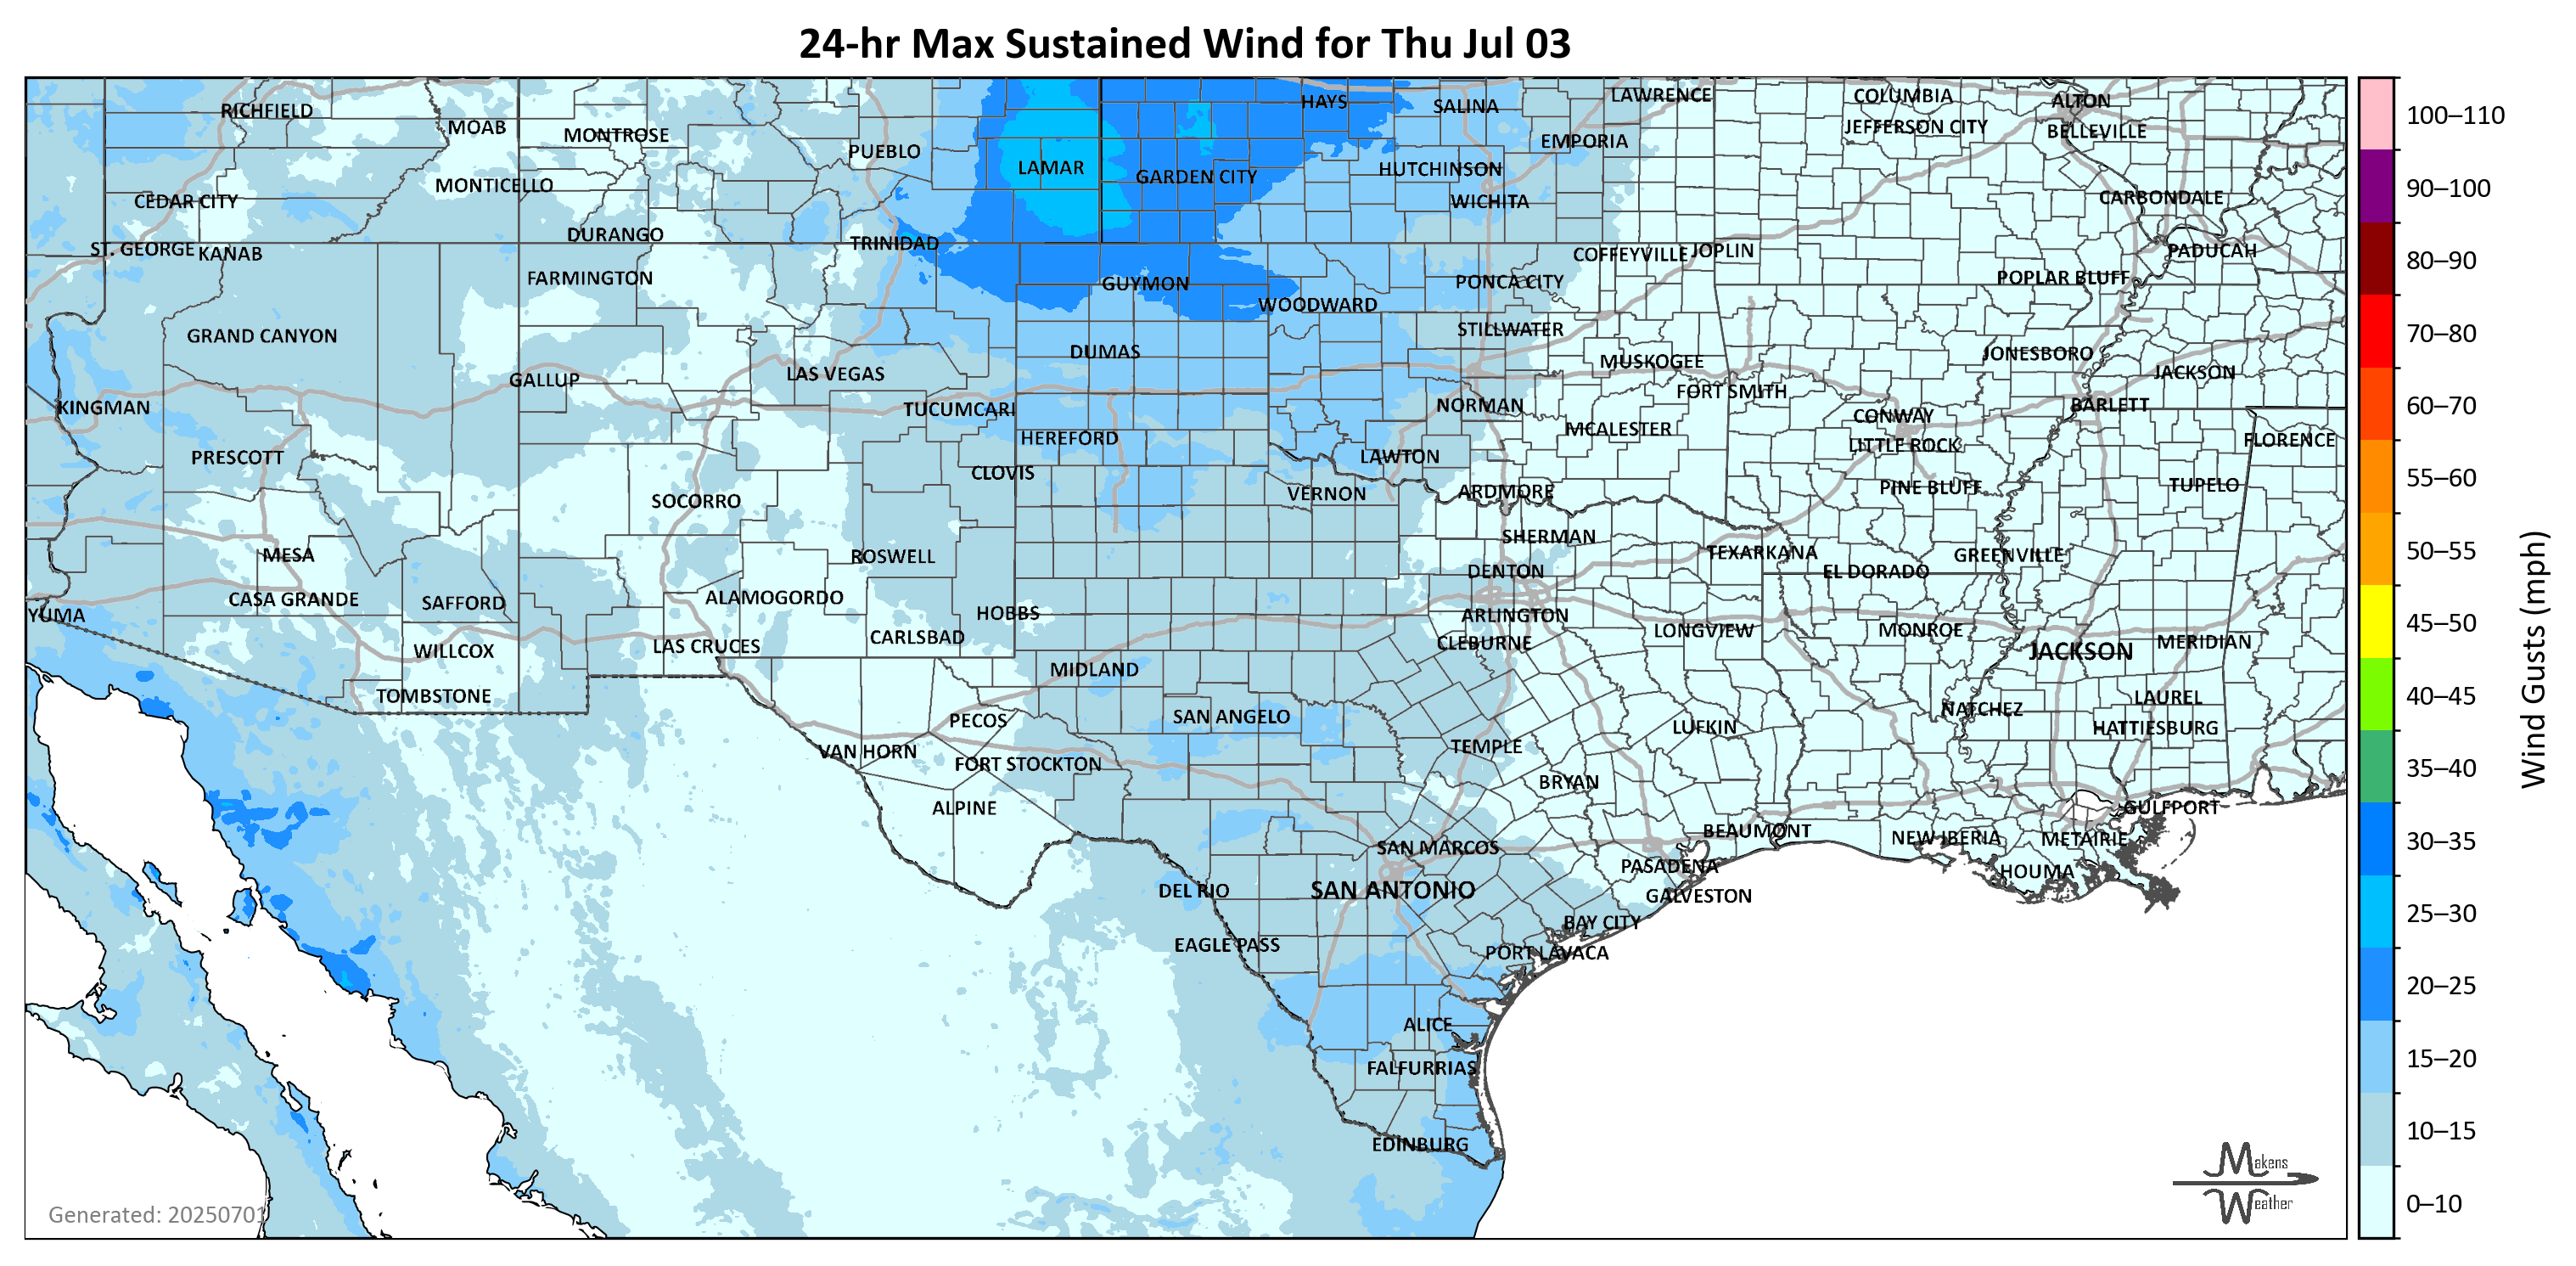 24-hr Max Sustained Wind for Thu Jul 03
RICHFIELD
MOAB
MONTROSE
PUEBLO
LAMAR
GARDEN CITY
HAYS
SALINA
LAWRENCE
COLUMBIA
ALTON
EMPORIA
JEFFERSON CITY
BELLEVILLE
MONTICELLO
HUTCHINSON
CEDAR CITY
WICHITA
CARBONDALE
ST. GEORGE
KANAB
DURANGO
TRINIDAD
COFFEYVILLE
JOPLIN
PADUCAH
FARMINGTON
GUYMON
PONCA CITY
POPLAR BLUFF
WOODWARD
GRAND CANYON
STILLWATER
DUMAS
MUSKOGEE
JONESBORO
GALLUP
LAS VEGAS
FORT SMITH
JACKSON
KINGMAN
TUCUMCARI
NORMAN
CONWAY
BARLETT
HEREFORD
MCALESTER
LITTLE ROCK
FLORENCE
PRESCOTT
CLOVIS
LAWTON
SOCORRO
VERNON
ARDMORE
PINE BLUFF
TUPELO
MESA
ROSWELL
SHERMAN
TEXARKANA
GREENVILLE
DENTON
EL DORADO
CASA GRANDE
SAFFORD
ALAMOGORDO
YUMA
HOBBS
ARLINGTON
WILLCOX
LAS CRUCES
CARLSBAD
CLEBURNE
LONGVIEW
MONROE
JACKSON
MERIDIAN
TOMBSTONE
MIDLAND
LAUREL
PECOS
SAN ANGELO
NATCHEZ
VAN HORN
TEMPLE
LUFKIN
HATTIESBURG
FORT STOCKTON
BRYAN
ALPINE
GULFPORT
BEAUMONT
NEW IBERIA
METAIRIE
SAN MARCOS
PASADENA
HOUMA
DEL RIO
SAN ANTONIO
GALVESTON
BAY CITY
EAGLE PASS
PORT LAVACA
ALICE
FALFURRIAS
EDINBURG
Generated: 20250701
Makens
Weather
100–110
90–100
80–90
70–80
60–70
55–60
50–55
45–50
40–45
35–40
30–35
25–30
20–25
15–20
10–15
0–10
Wind Gusts (mph)